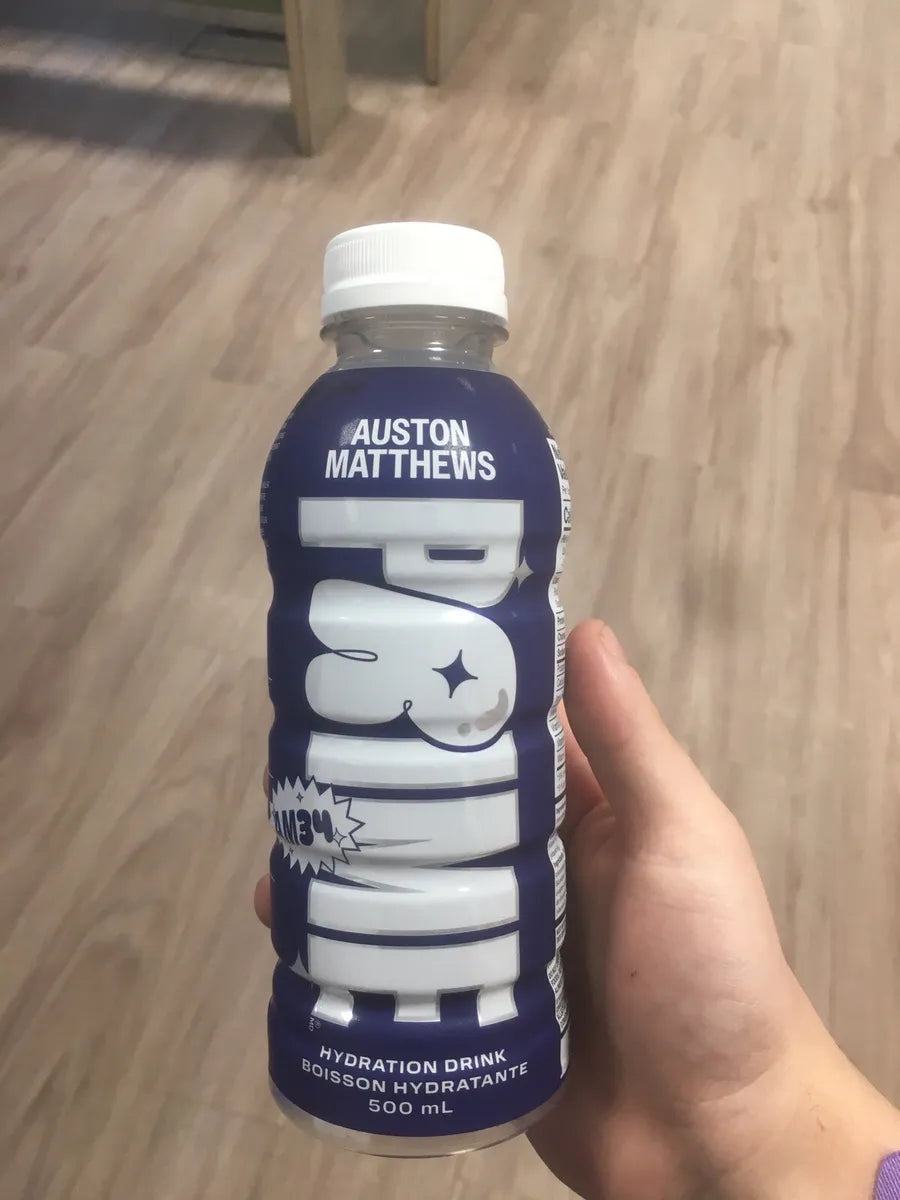 AUSTON
MATTHEWS
PRIME
AM34
HYDRATION DRINK
BOISSON HYDRATANTE
500 mL